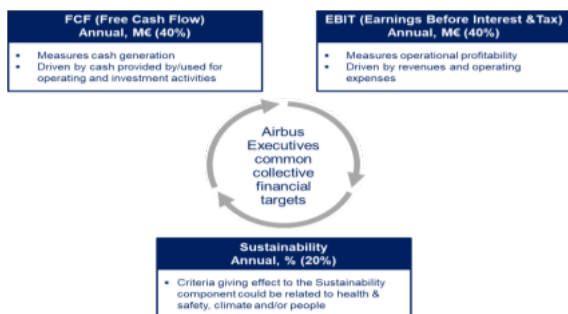 FCF (Free Cash Flow)
Annual, M€ (40%)
▪ Measures cash generation
▪ Driven by cash provided by/used for
operating and investment activities
EBIT (Earnings Before Interest &Tax)
Annual, M€ (40%)
▪ Measures operational profitability
▪ Driven by revenues and operating
expenses
Airbus
Executives
common
collective
financial
targets
Sustainability
Annual, % (20%)
▪ Criteria giving effect to the Sustainability
component could be related to health &
safety, climate and/or people